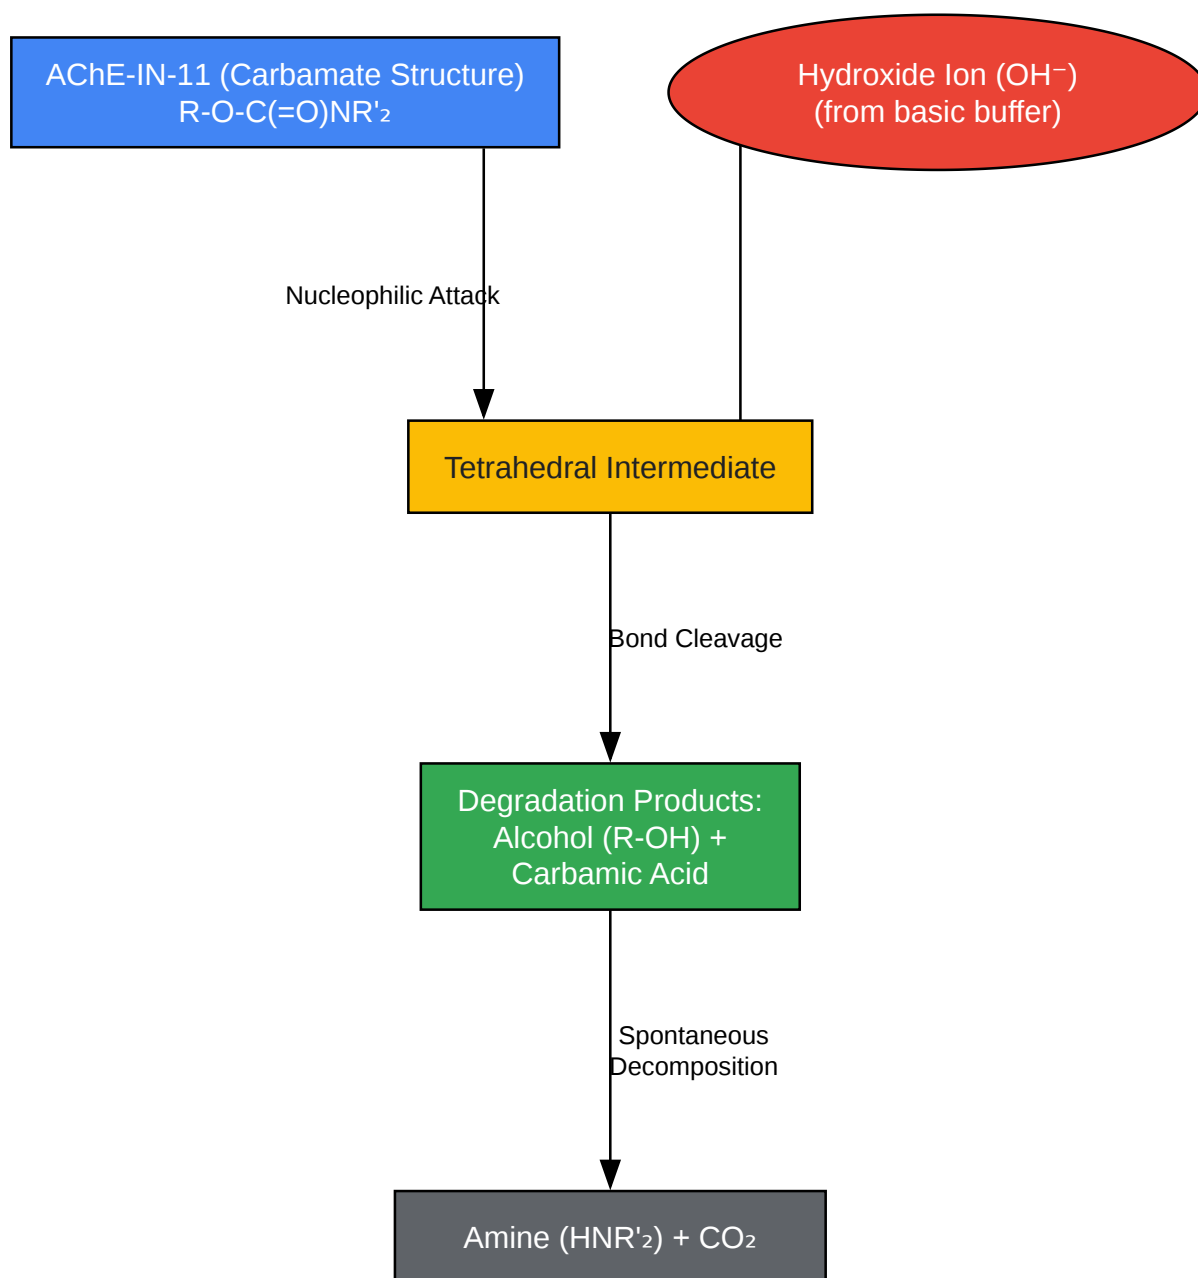 AChE-IN-11 (Carbamate Structure)
R-O-C(=O)NR'₂
Hydroxide Ion (OH⁻)
(from basic buffer)
Nucleophilic Attack
Tetrahedral Intermediate
Bond Cleavage
Degradation Products:
Alcohol (R-OH) +
Carbamic Acid
Spontaneous
Decomposition
Amine (HNR'₂) + CO₂